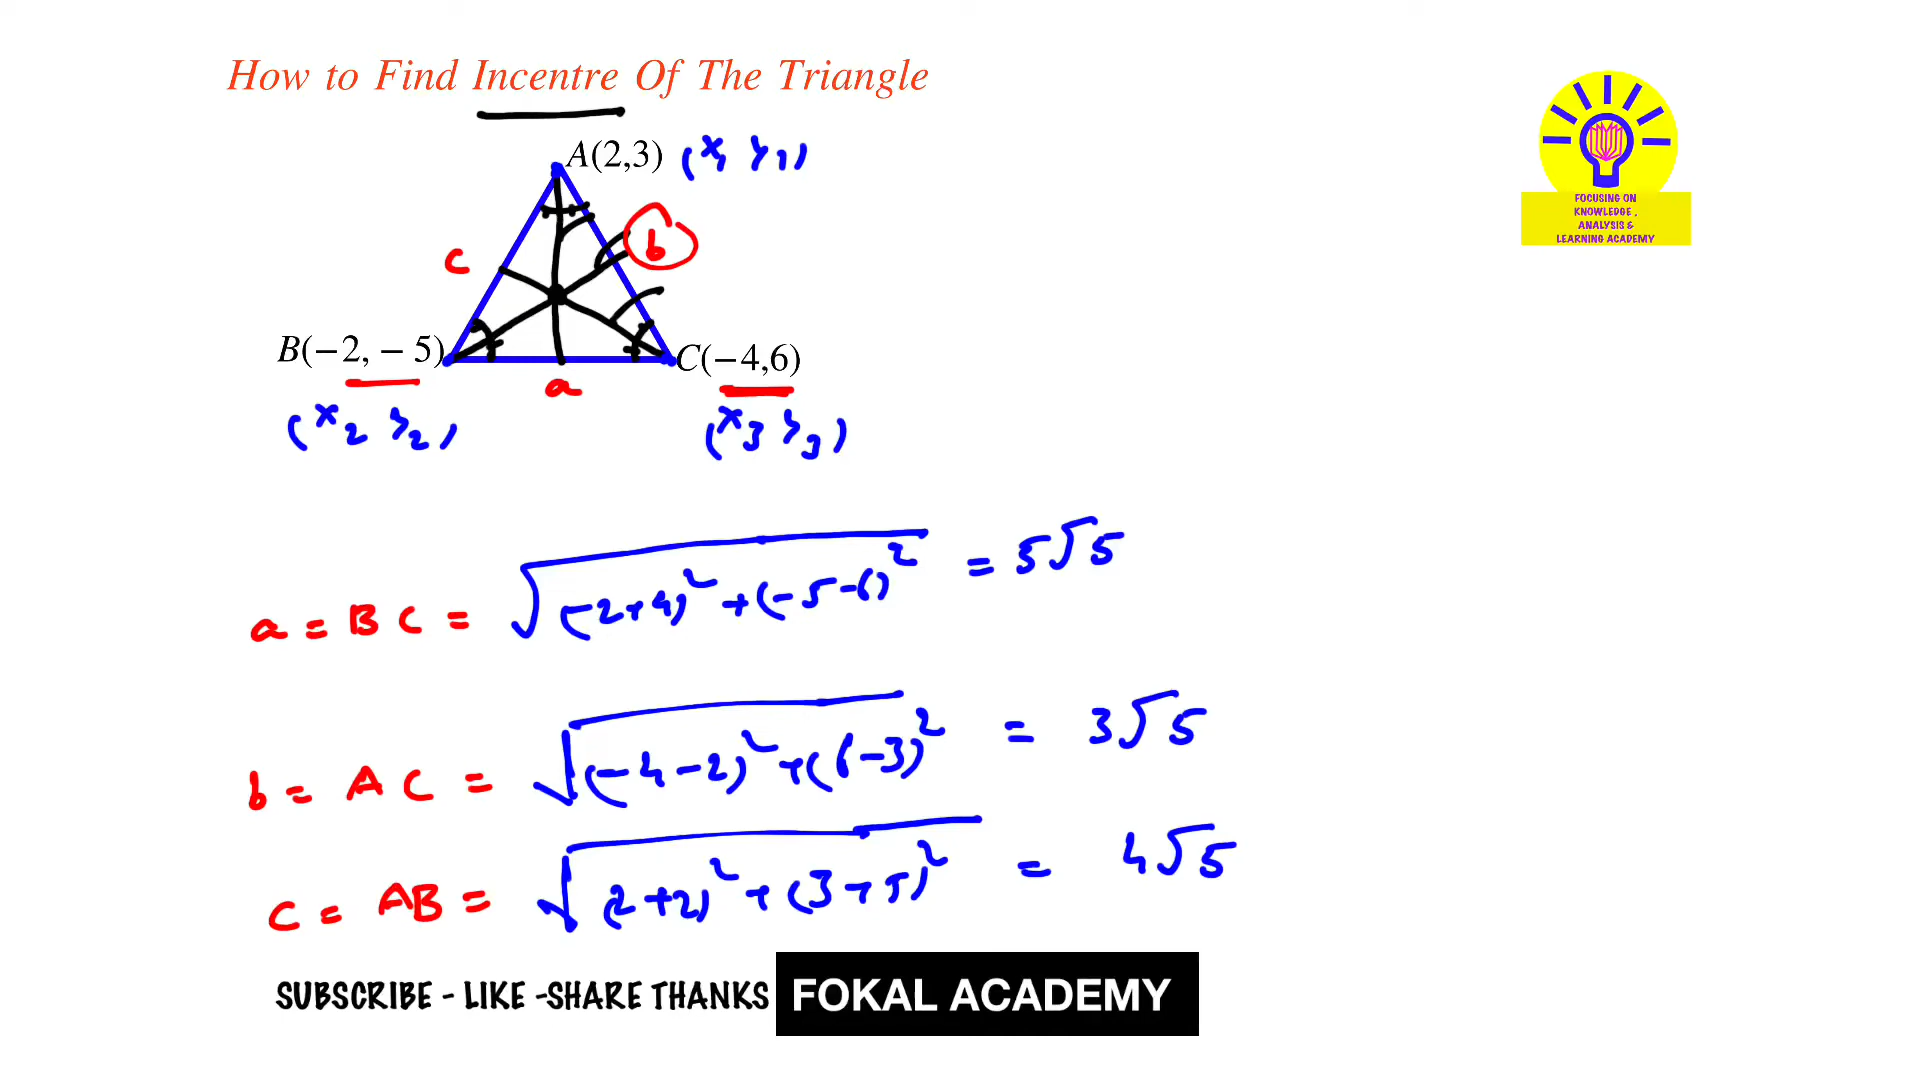 How to Find Incentre Of The Triangle
A(2,3) (x1 y1)
FOCUSING ON
KNOWLEDGE ,
ANALYSIS &
LEARNING ACADEMY
c
b
B(−2, − 5)
C(−4,6)
a
(x2 y2)
(x3 y3)
a = BC = √((-2+4)² + (-5-6)²) = 5√5
b = AC = √((-4-2)² + (6-3)²) = 3√5
c = AB = √((2+2)² + (3+5)²) = 4√5
SUBSCRIBE - LIKE -SHARE THANKS FOKAL ACADEMY